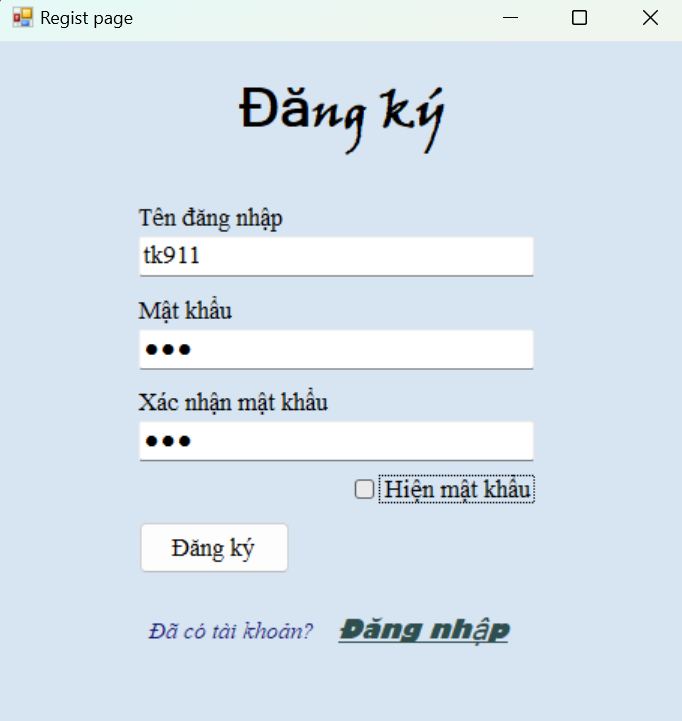 Regist page
Đăng ký
Tên đăng nhập
tk911
Mật khẩu
●●●
Xác nhận mật khẩu
●●●
Hiện mật khẩu
Đăng ký
Đã có tài khoản? Đăng nhập